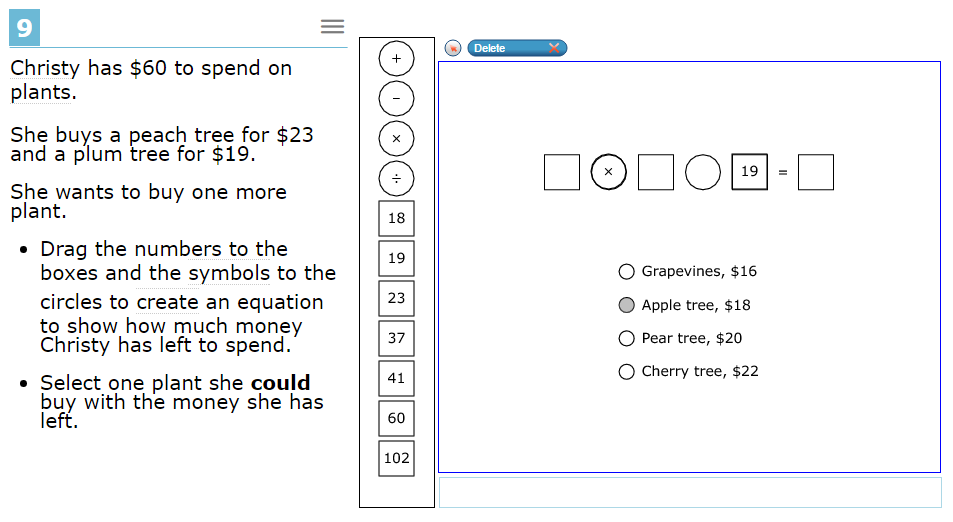 9
Christy has $60 to spend on
plants.
She buys a peach tree for $23
and a plum tree for $19.
She wants to buy one more
plant.
• Drag the numbers to the
boxes and the symbols to the
circles to create an equation
to show how much money
Christy has left to spend.
• Select one plant she could
buy with the money she has
left.
+
−
×
÷
18
19
23
37
41
60
102
Delete
× 19 =
Grapevines, $16
Apple tree, $18
Pear tree, $20
Cherry tree, $22